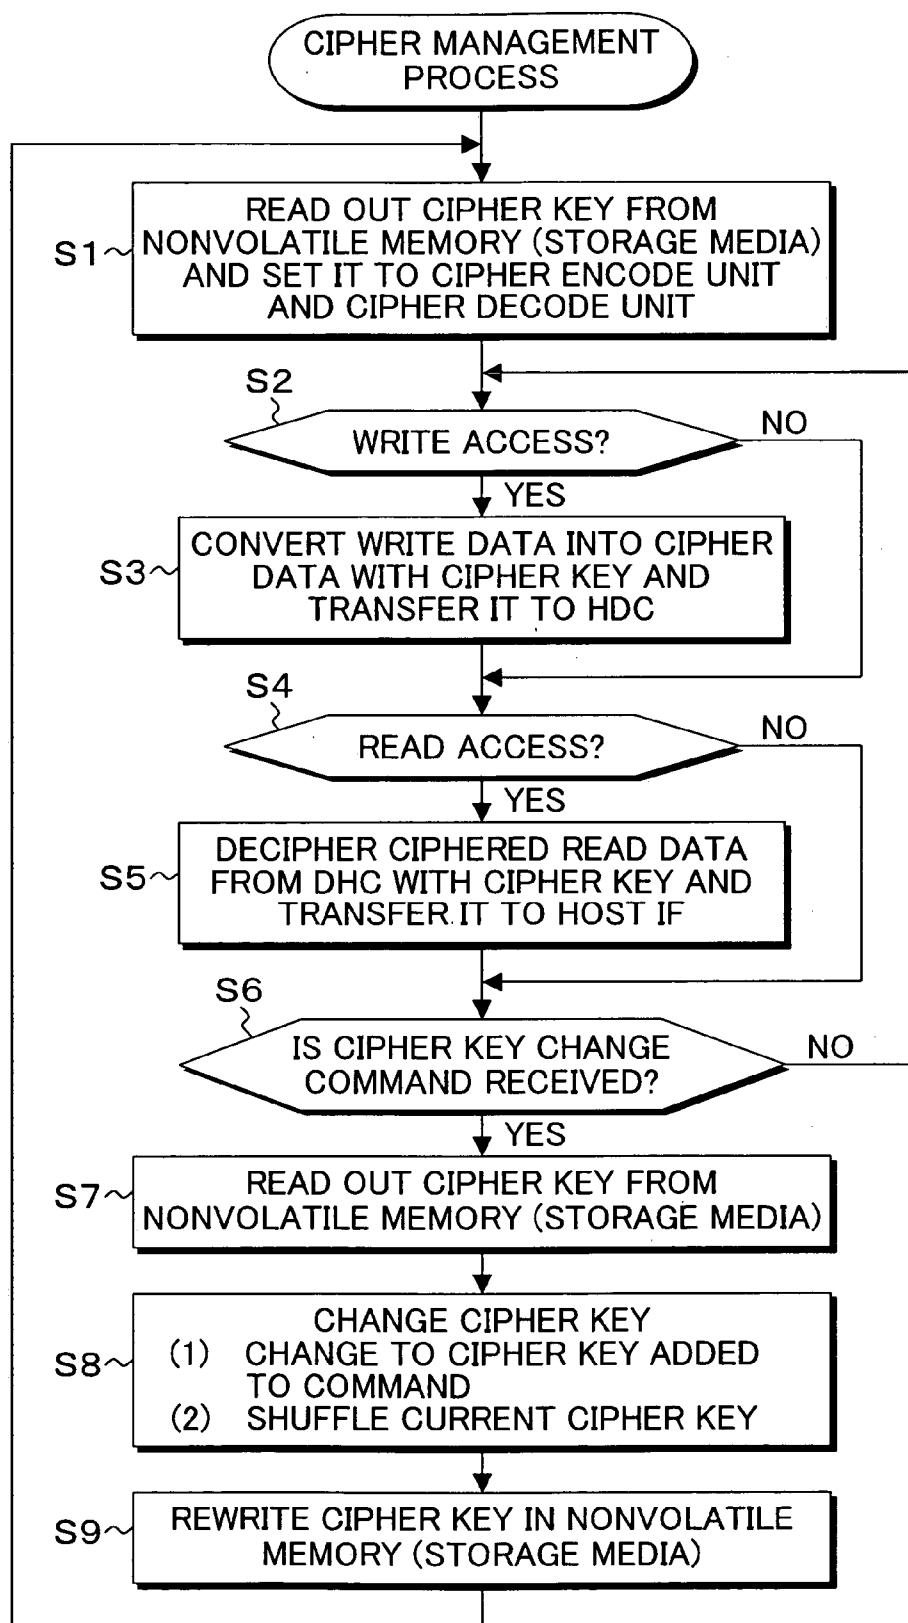 CIPHER MANAGEMENT
PROCESS
S1
READ OUT CIPHER KEY FROM
NONVOLATILE MEMORY (STORAGE MEDIA)
AND SET IT TO CIPHER ENCODE UNIT
AND CIPHER DECODE UNIT
S2
WRITE ACCESS?
NO
YES
S3
CONVERT WRITE DATA INTO CIPHER
DATA WITH CIPHER KEY AND
TRANSFER IT TO HDC
S4
READ ACCESS?
NO
YES
S5
DECIPHER CIPHERED READ DATA
FROM DHC WITH CIPHER KEY AND
TRANSFER IT TO HOST IF
S6
IS CIPHER KEY CHANGE
COMMAND RECEIVED?
NO
YES
S7
READ OUT CIPHER KEY FROM
NONVOLATILE MEMORY (STORAGE MEDIA)
S8
CHANGE CIPHER KEY
(1) CHANGE TO CIPHER KEY ADDED
TO COMMAND
(2) SHUFFLE CURRENT CIPHER KEY
S9
REWRITE CIPHER KEY IN NONVOLATILE
MEMORY (STORAGE MEDIA)